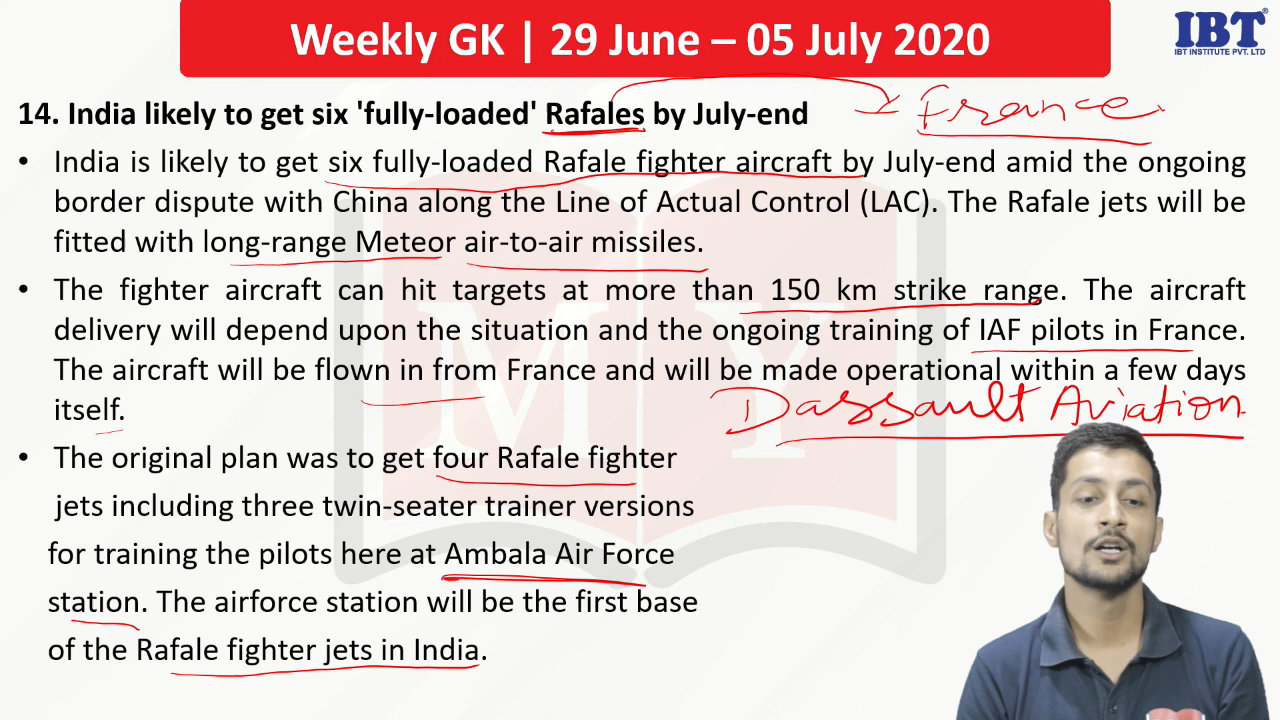 Weekly GK | 29 June – 05 July 2020
IBT®
IBT INSTITUTE PVT. LTD
14. India likely to get six 'fully-loaded' Rafales by July-end
France
• India is likely to get six fully-loaded Rafale fighter aircraft by July-end amid the ongoing
border dispute with China along the Line of Actual Control (LAC). The Rafale jets will be
fitted with long-range Meteor air-to-air missiles.
• The fighter aircraft can hit targets at more than 150 km strike range. The aircraft
delivery will depend upon the situation and the ongoing training of IAF pilots in France.
The aircraft will be flown in from France and will be made operational within a few days
itself.
Dassault Aviation
• The original plan was to get four Rafale fighter
jets including three twin-seater trainer versions
for training the pilots here at Ambala Air Force
station. The airforce station will be the first base
of the Rafale fighter jets in India.
M Y